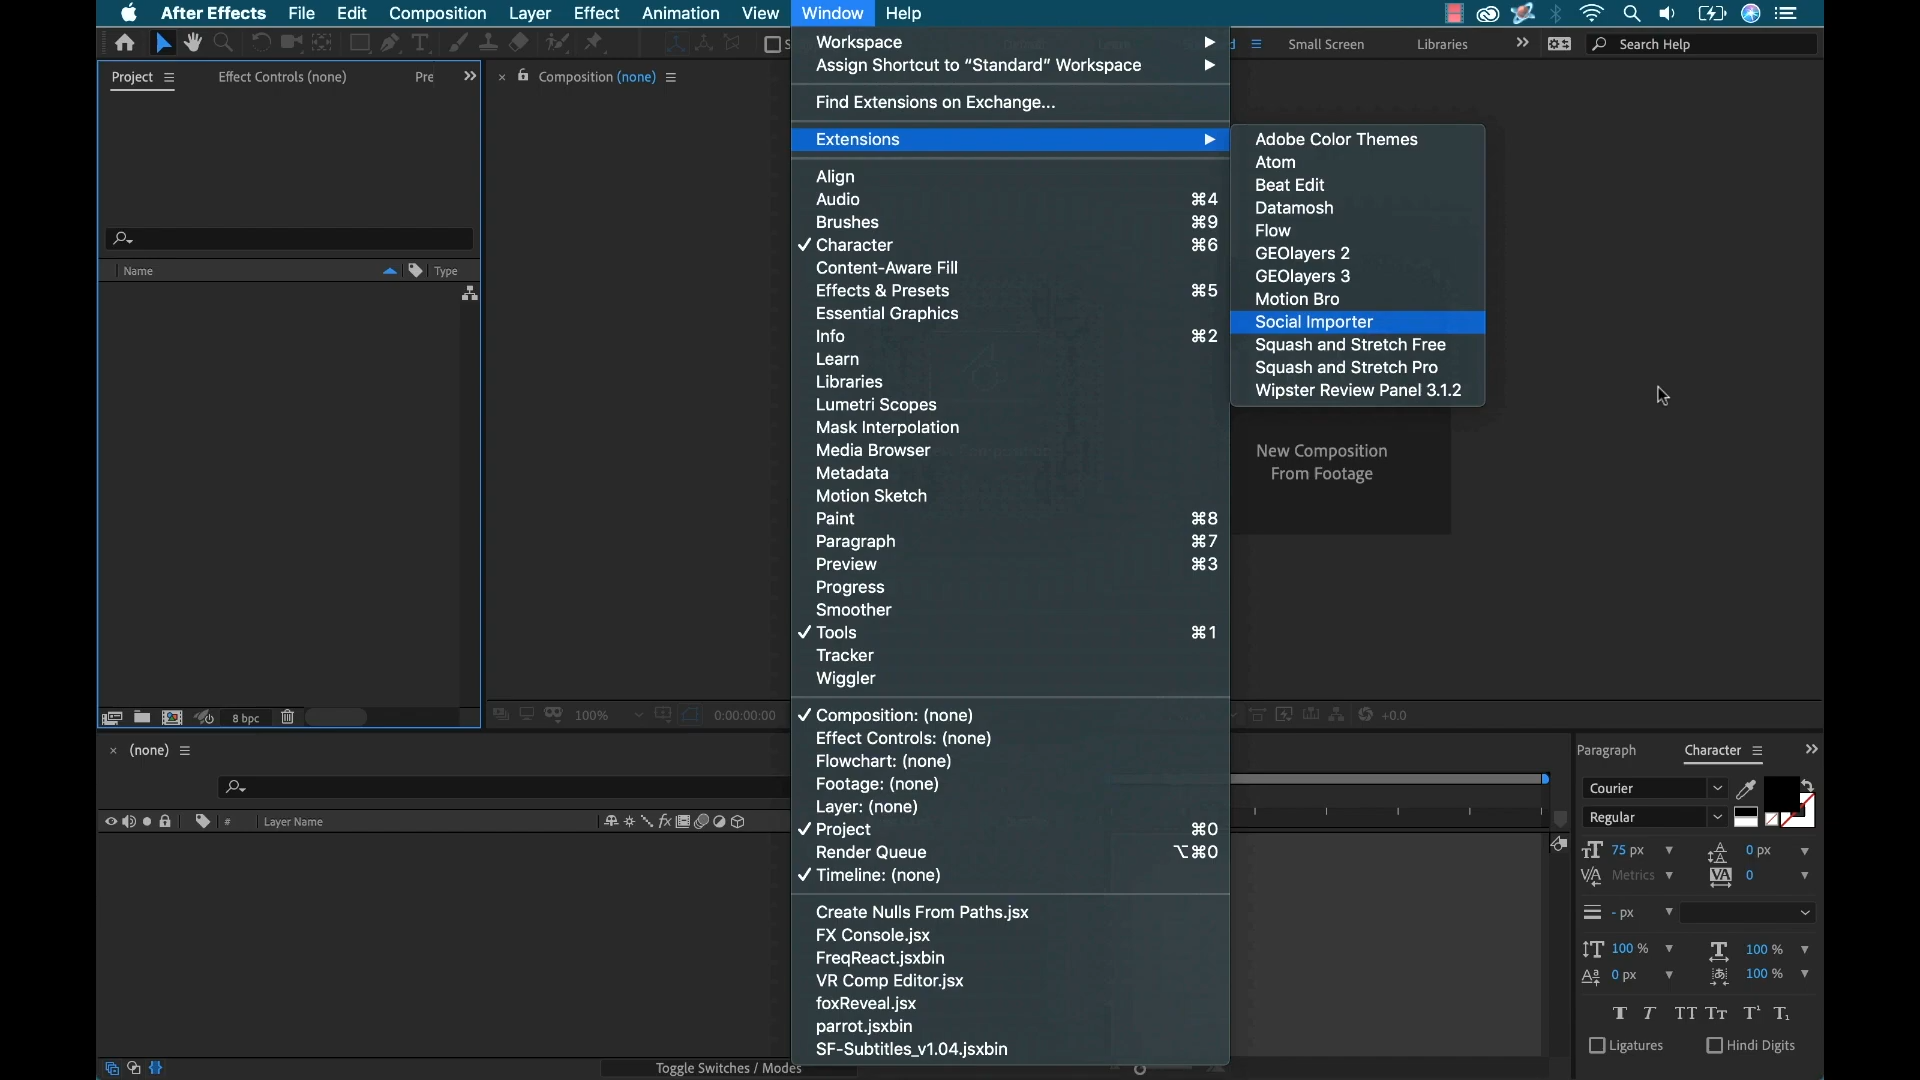 After Effects File Edit Composition Layer Effect Animation View Window Help
Small Screen Libraries Search Help
Project Effect Controls (none) Pre
Composition (none)
Name Type
8 bpc
100% 0:00:00:00
Workspace
Assign Shortcut to “Standard” Workspace
Find Extensions on Exchange...
Extensions
Align
Audio ⌘4
Brushes ⌘9
✓ Character ⌘6
Content-Aware Fill
Effects & Presets ⌘5
Essential Graphics
Info ⌘2
Learn
Libraries
Lumetri Scopes
Mask Interpolation
Media Browser
Metadata
Motion Sketch
Paint ⌘8
Paragraph ⌘7
Preview ⌘3
Progress
Smoother
✓ Tools ⌘1
Tracker
Wiggler
✓ Composition: (none)
Effect Controls: (none)
Flowchart: (none)
Footage: (none)
Layer: (none)
✓ Project ⌘0
Render Queue ⌥⌘0
✓ Timeline: (none)
Create Nulls From Paths.jsx
FX Console.jsx
FreqReact.jsxbin
VR Comp Editor.jsx
foxReveal.jsx
parrot.jsxbin
SF-Subtitles_v1.04.jsxbin
Adobe Color Themes
Atom
Beat Edit
Datamosh
Flow
GEOlayers 2
GEOlayers 3
Motion Bro
Social Importer
Squash and Stretch Free
Squash and Stretch Pro
Wipster Review Panel 3.1.2
New Composition
From Footage
+0.0
(none)
# Layer Name
Toggle Switches / Modes
Paragraph Character
Courier
Regular
75 px 0 px
Metrics 0
- px
100 % 100 %
0 px 100 %
Ligatures Hindi Digits